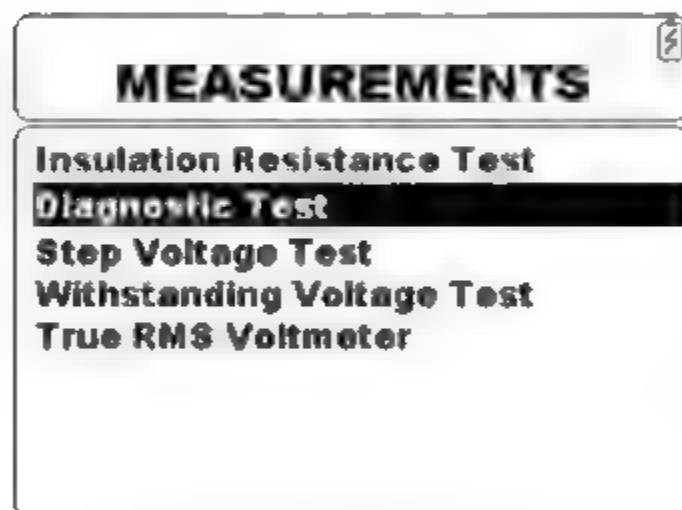 MEASUREMENTS
Insulation Resistance Test
Diagnostic Test
Step Voltage Test
Withstanding Voltage Test
True RMS Voltmeter